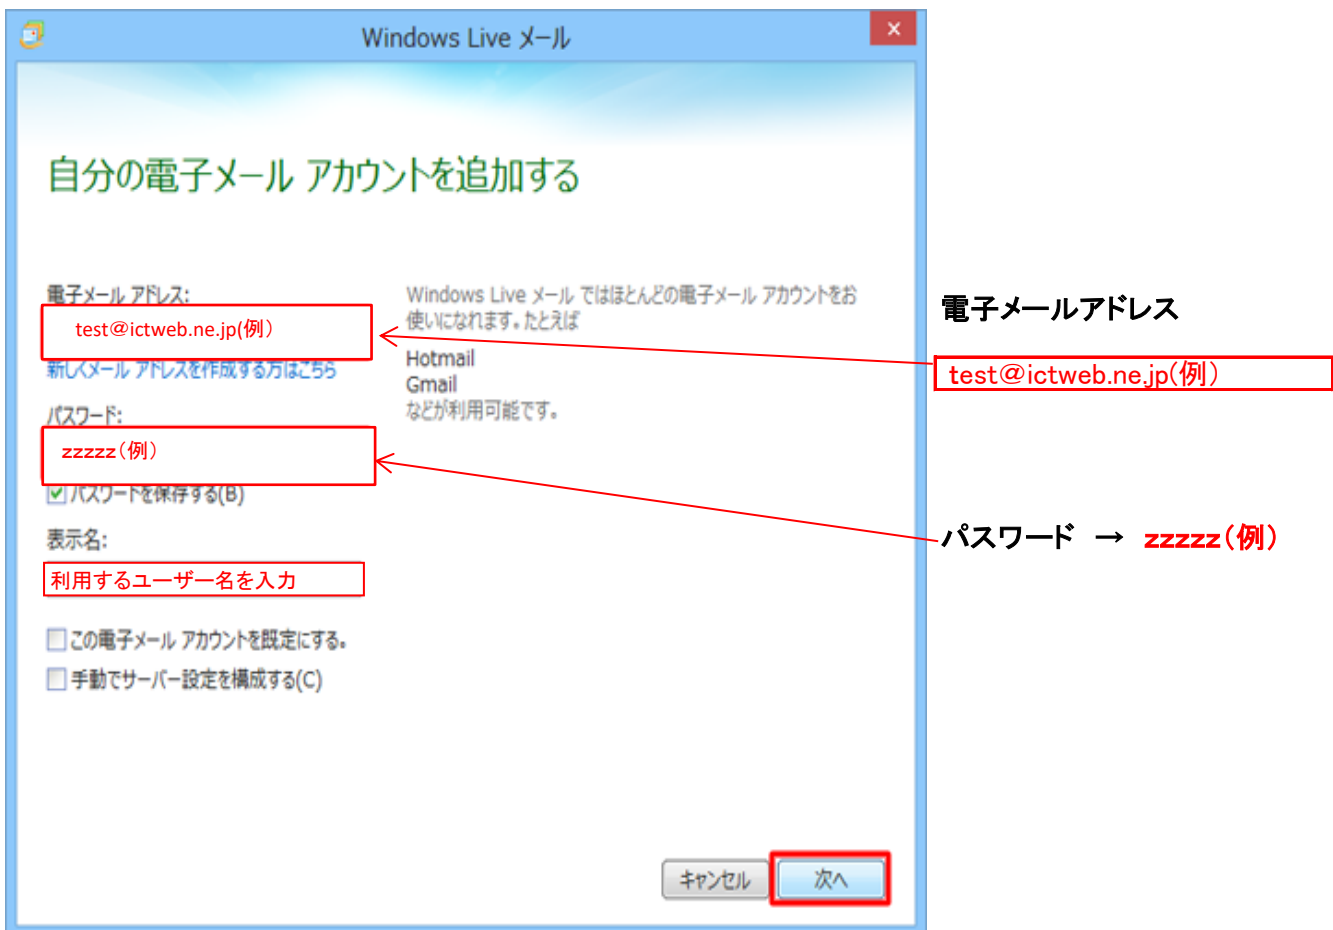 Windows Live メール
自分の電子メール アカウントを追加する
電子メール アドレス:
test@ictweb.ne.jp(例)
新しくメール アドレスを作成する方はこちら
パスワード:
zzzzz(例)
パスワードを保存する(B)
表示名:
利用するユーザー名を入力
この電子メール アカウントを既定にする。
手動でサーバー設定を構成する(C)
Windows Live メール ではほとんどの電子メール アカウントをお
使いになれます。たとえば
Hotmail
Gmail
などが利用可能です。
キャンセル
次へ
電子メールアドレス
test@ictweb.ne.jp(例)
パスワード → zzzzz(例)